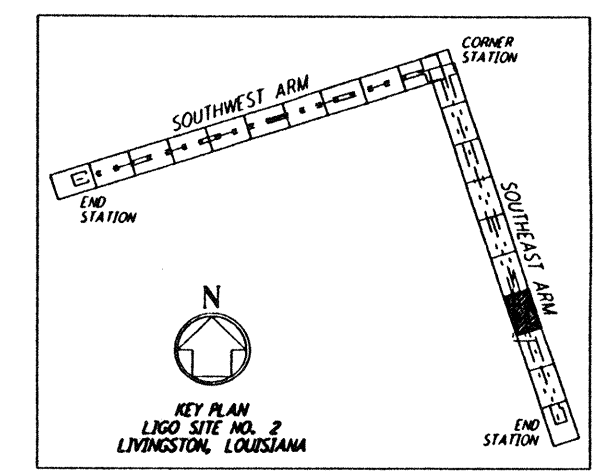 CORNER
STATION
SOUTHWEST ARM
END
STATION
SOUTHEAST ARM
N
KEY PLAN
LIGO SITE NO. 2
LIVINGSTON, LOUISIANA
END
STATION